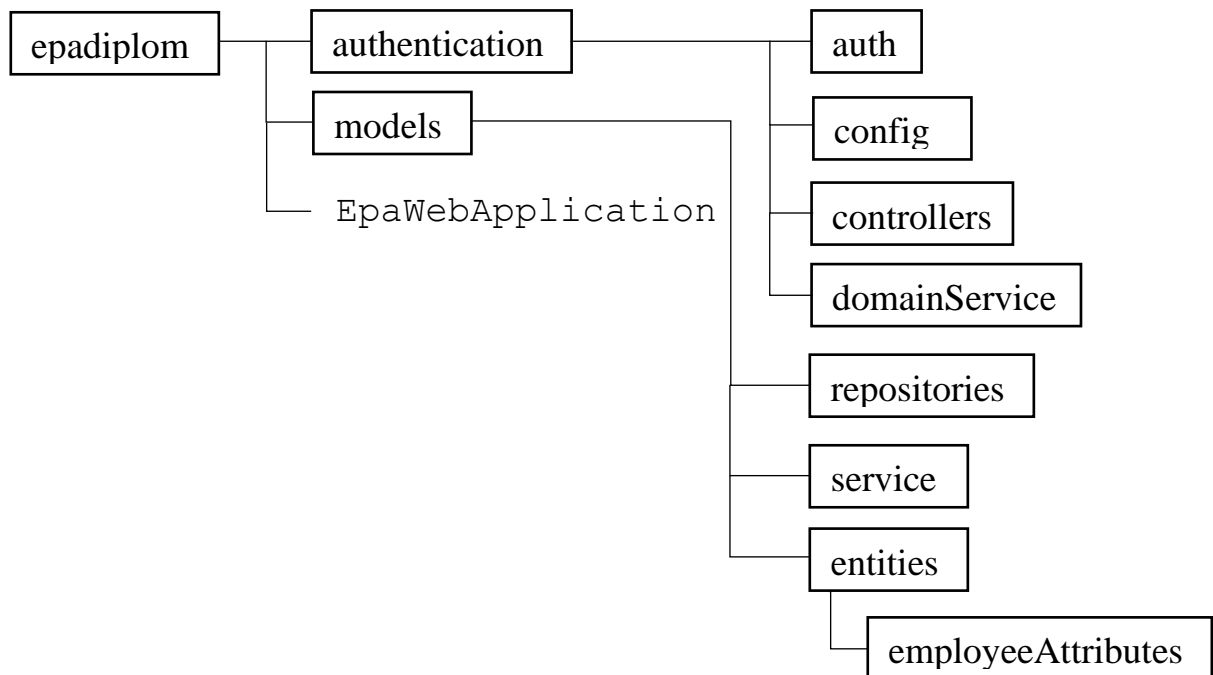 epadiplom
authentication
auth
models
config
EpaWebApplication
controllers
domainService
repositories
service
entities
employeeAttributes